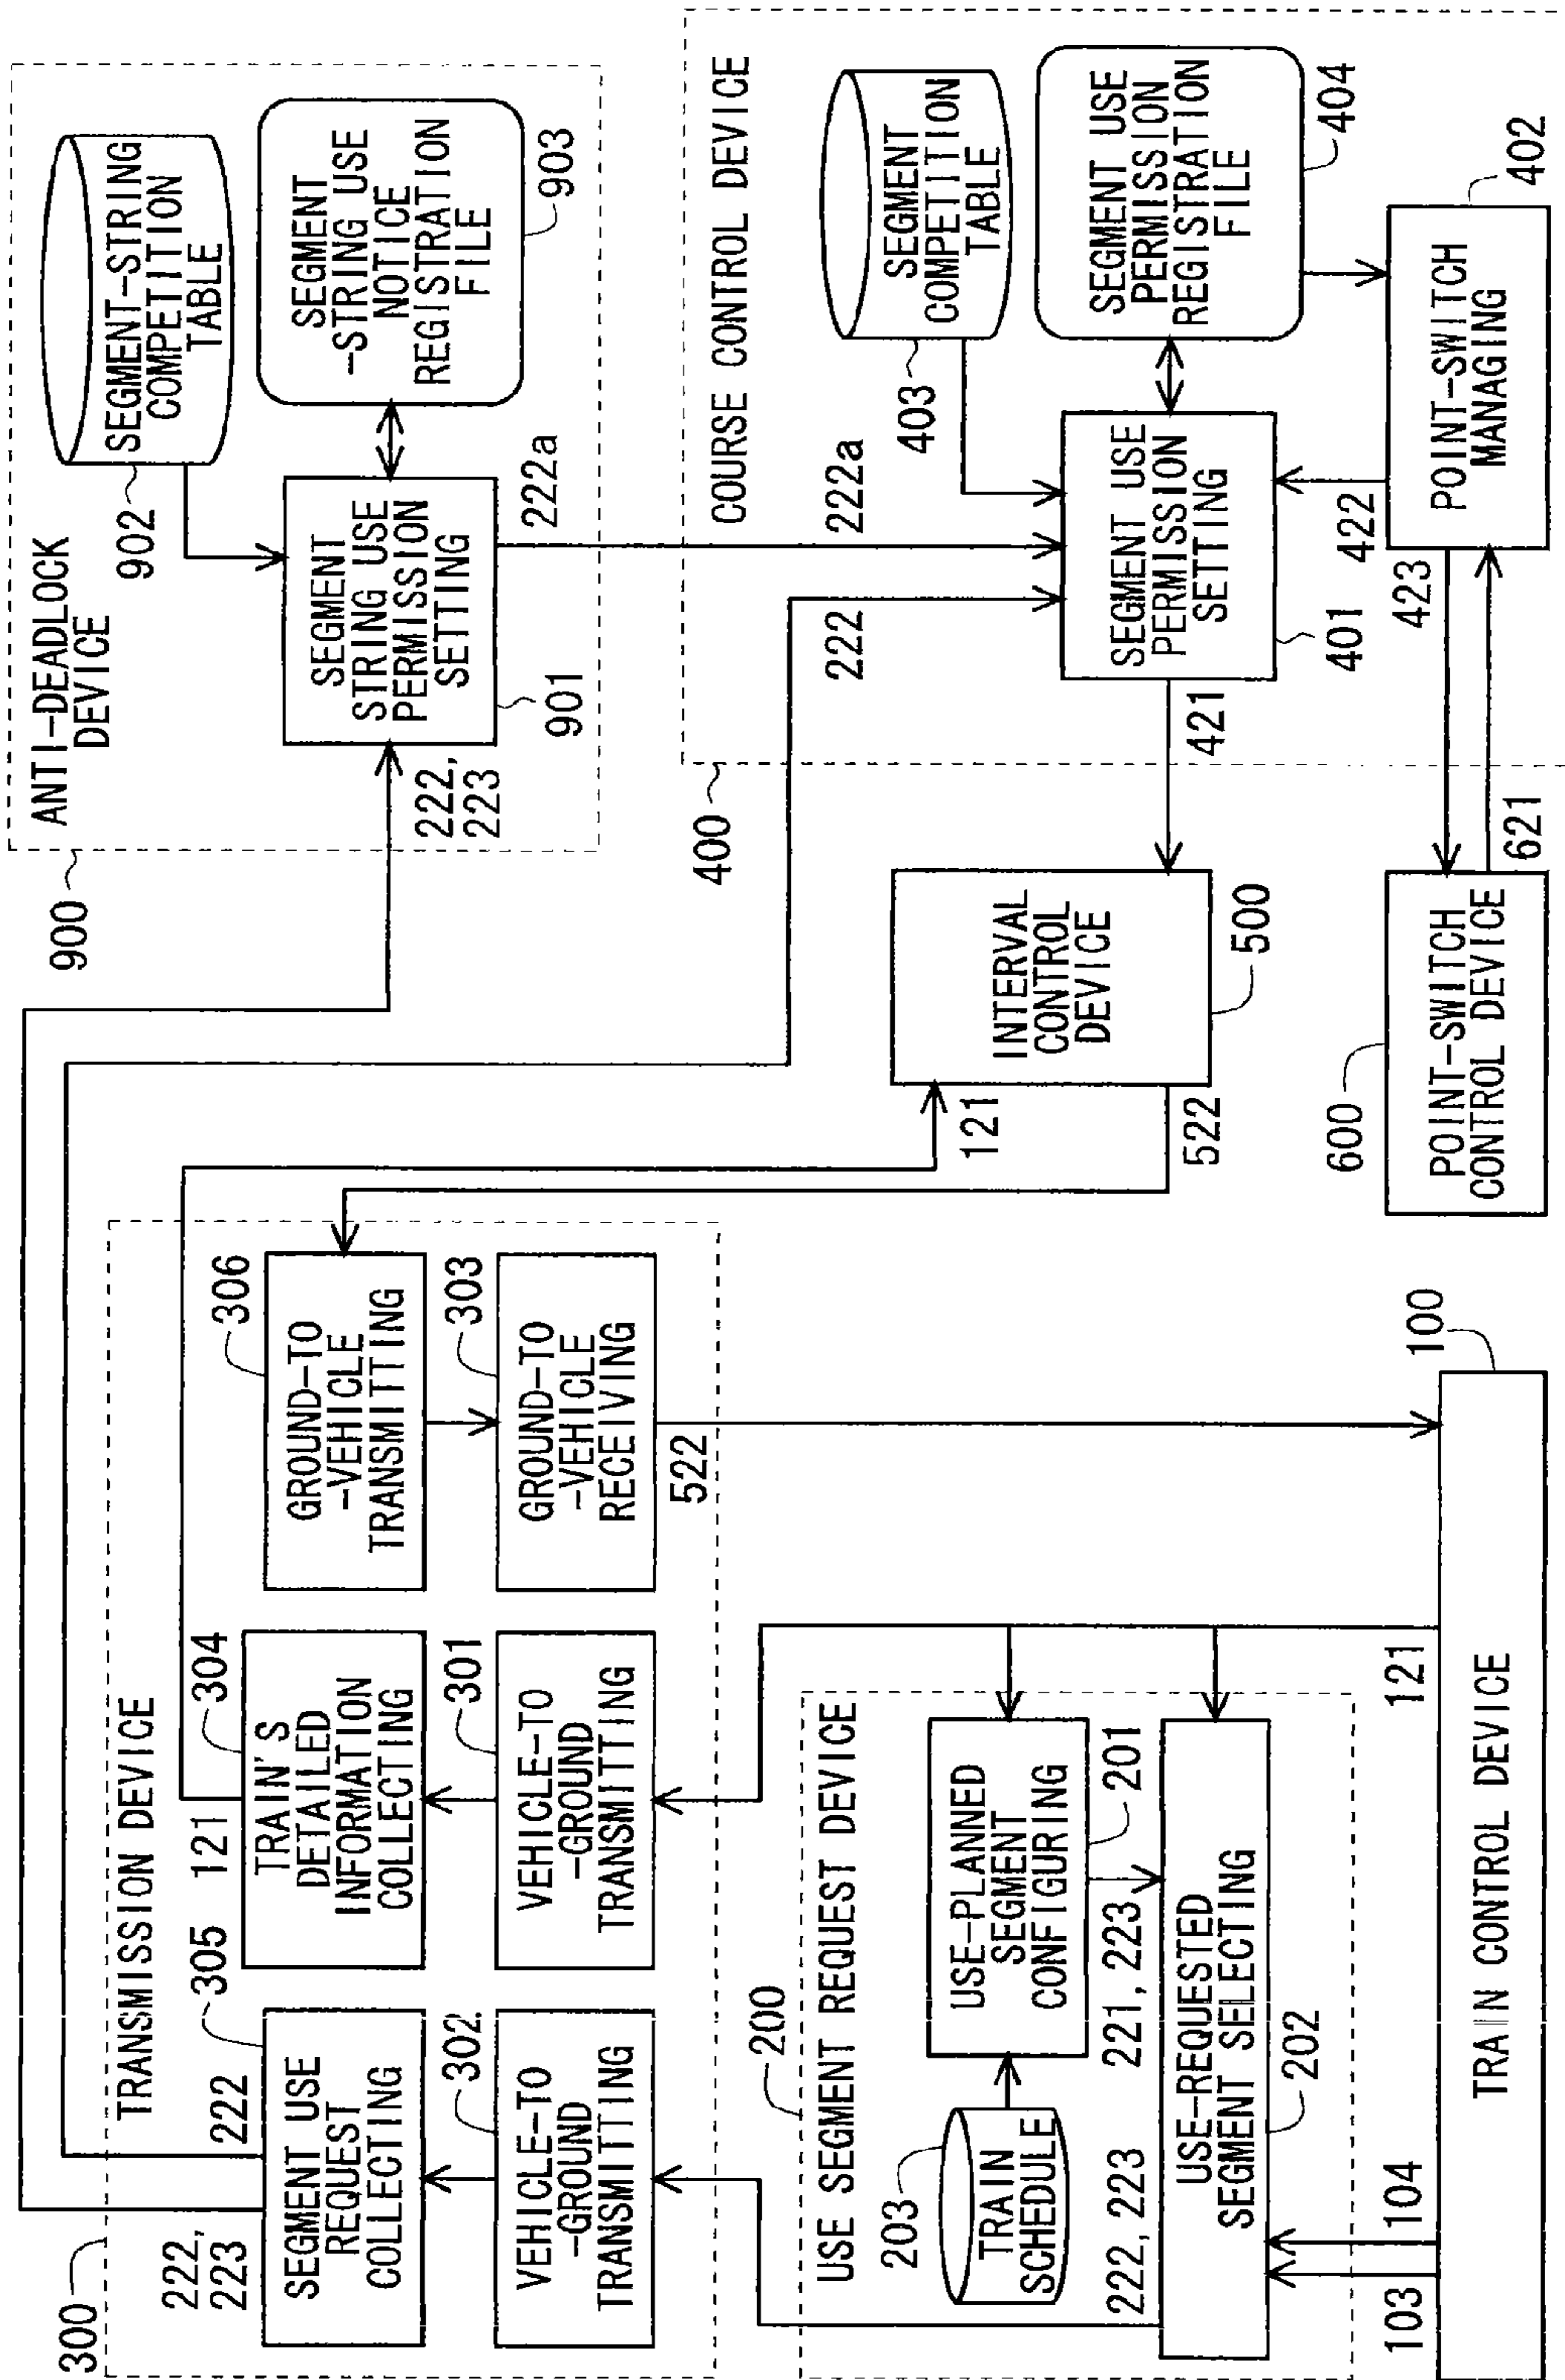 300
TRANSMISSION DEVICE
222,
223
222
305
SEGMENT USE
REQUEST
COLLECTING
121
304
TRAIN'S
DETAILED
INFORMATION
COLLECTING
306
GROUND-TO
-VEHICLE
TRANSMITTING
302
VEHICLE-TO
-GROUND
TRANSMITTING
301
VEHICLE-TO
-GROUND
TRANSMITTING
303
GROUND-TO
-VEHICLE
RECEIVING
522
200
USE SEGMENT REQUEST DEVICE
203
TRAIN
SCHEDULE
USE-PLANNED
SEGMENT
CONFIGURING
201
222, 223
221, 223
USE-REQUESTED
SEGMENT SELECTING
202
103
104
121
100
TRAIN CONTROL DEVICE
900
ANTI-DEADLOCK
DEVICE
902
SEGMENT-STRING
COMPETITION
TABLE
222,
223
SEGMENT
STRING USE
PERMISSION
SETTING
901
SEGMENT
-STRING USE
NOTICE
REGISTRATION
FILE
903
222a
400
COURSE CONTROL DEVICE
222
222a
403
SEGMENT
COMPETITION
TABLE
121
INTERVAL
CONTROL
DEVICE
500
522
421
SEGMENT USE
PERMISSION
SETTING
401
SEGMENT USE
PERMISSION
REGISTRATION
FILE
404
422
423
402
POINT-SWITCH
MANAGING
600
POINT-SWITCH
CONTROL DEVICE
621